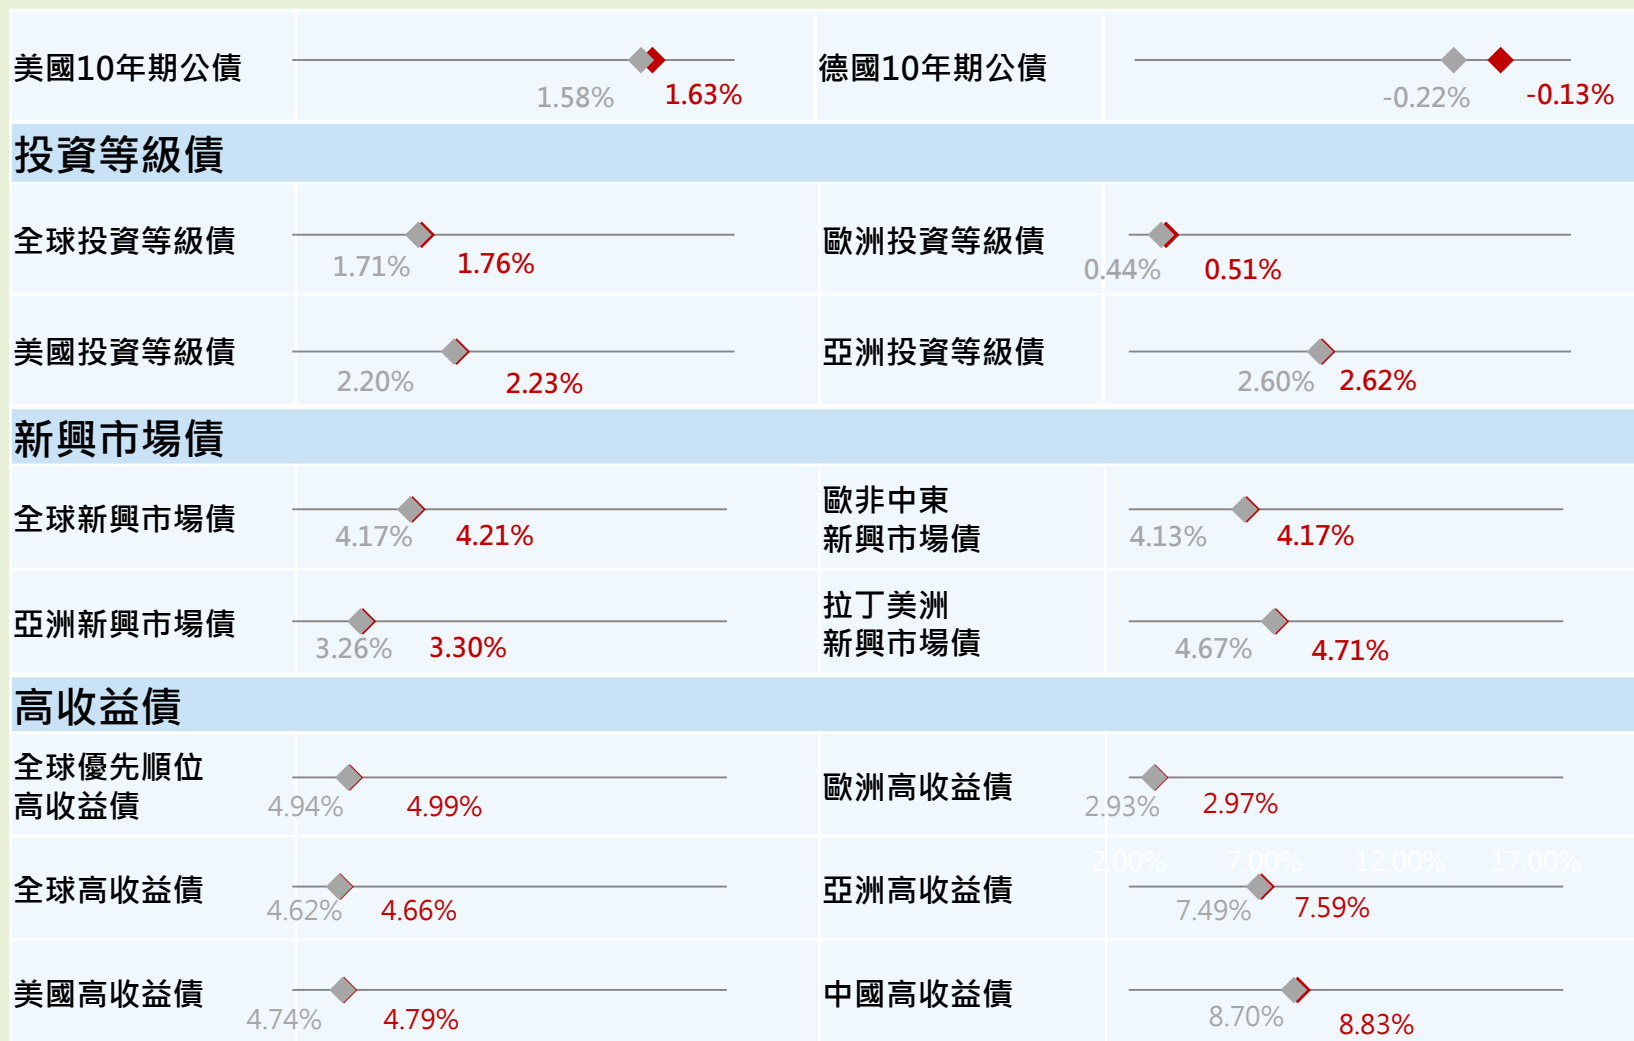 美國10年期公債
1.58%
1.63%
德國10年期公債
-0.22%
-0.13%
投資等級債
全球投資等級債
1.71%
1.76%
歐洲投資等級債
0.44%
0.51%
美國投資等級債
2.20%
2.23%
亞洲投資等級債
2.60%
2.62%
新興市場債
全球新興市場債
4.17%
4.21%
歐非中東
新興市場債
4.13%
4.17%
亞洲新興市場債
3.26%
3.30%
拉丁美洲
新興市場債
4.67%
4.71%
高收益債
全球優先順位
高收益債
4.94%
4.99%
歐洲高收益債
2.93%
2.97%
全球高收益債
4.62%
4.66%
2.00% 7.00% 12.00% 17.00%
亞洲高收益債
7.49%
7.59%
美國高收益債
4.74%
4.79%
中國高收益債
8.70%
8.83%